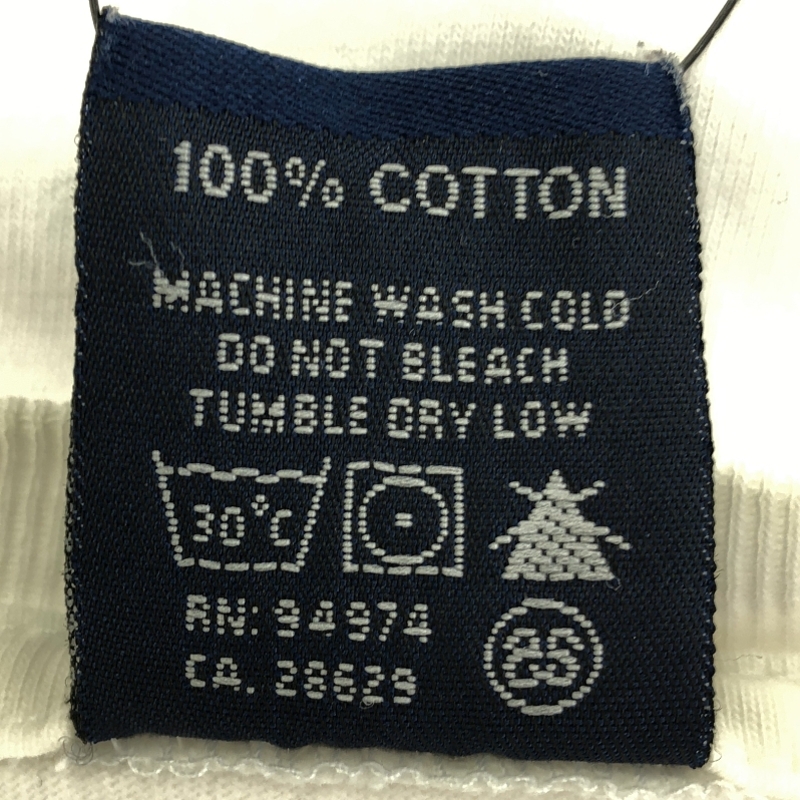 100% COTTON
MACHINE WASH COLD
DO NOT BLEACH
TUMBLE DRY LOW
30°C
RN: 94974
CA. 28629